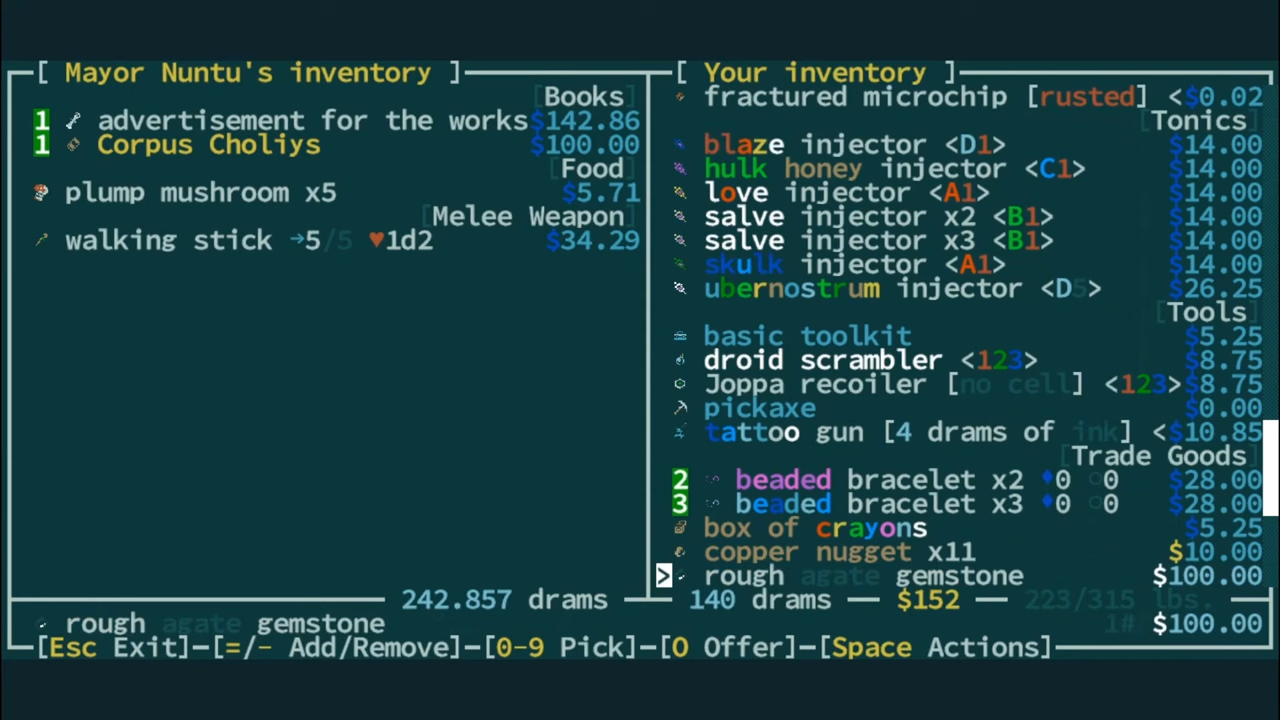 [ Mayor Nuntu's inventory ]
[Books]
1 advertisement for the works $142.86
1 Corpus Choliys $100.00
[Food]
plump mushroom x5 $5.71
[Melee Weapon]
walking stick →5/5 ♥1d2 $34.29
242.857 drams
[ Your inventory ]
fractured microchip [rusted] <$0.02
[Tonics]
blaze injector <D1> $14.00
hulk honey injector <C1> $14.00
love injector <A1> $14.00
salve injector x2 <B1> $14.00
salve injector x3 <B1> $14.00
skulk injector <A1> $14.00
ubernostrum injector <D5> $26.25
[Tools]
basic toolkit $5.25
droid scrambler <123> $8.75
Joppa recoiler [no cell] <123> $8.75
pickaxe $0.00
tattoo gun [4 drams of ink] <$10.85
[Trade Goods]
2 beaded bracelet x2 ♦0 ○0 $28.00
3 beaded bracelet x3 ♦0 ○0 $28.00
box of crayons $5.25
copper nugget x11 $10.00
> rough agate gemstone $100.00
140 drams — $152 — 223/315 lbs.
rough agate gemstone 1# $100.00
[Esc Exit]–[=/- Add/Remove]–[0-9 Pick]–[O Offer]–[Space Actions]